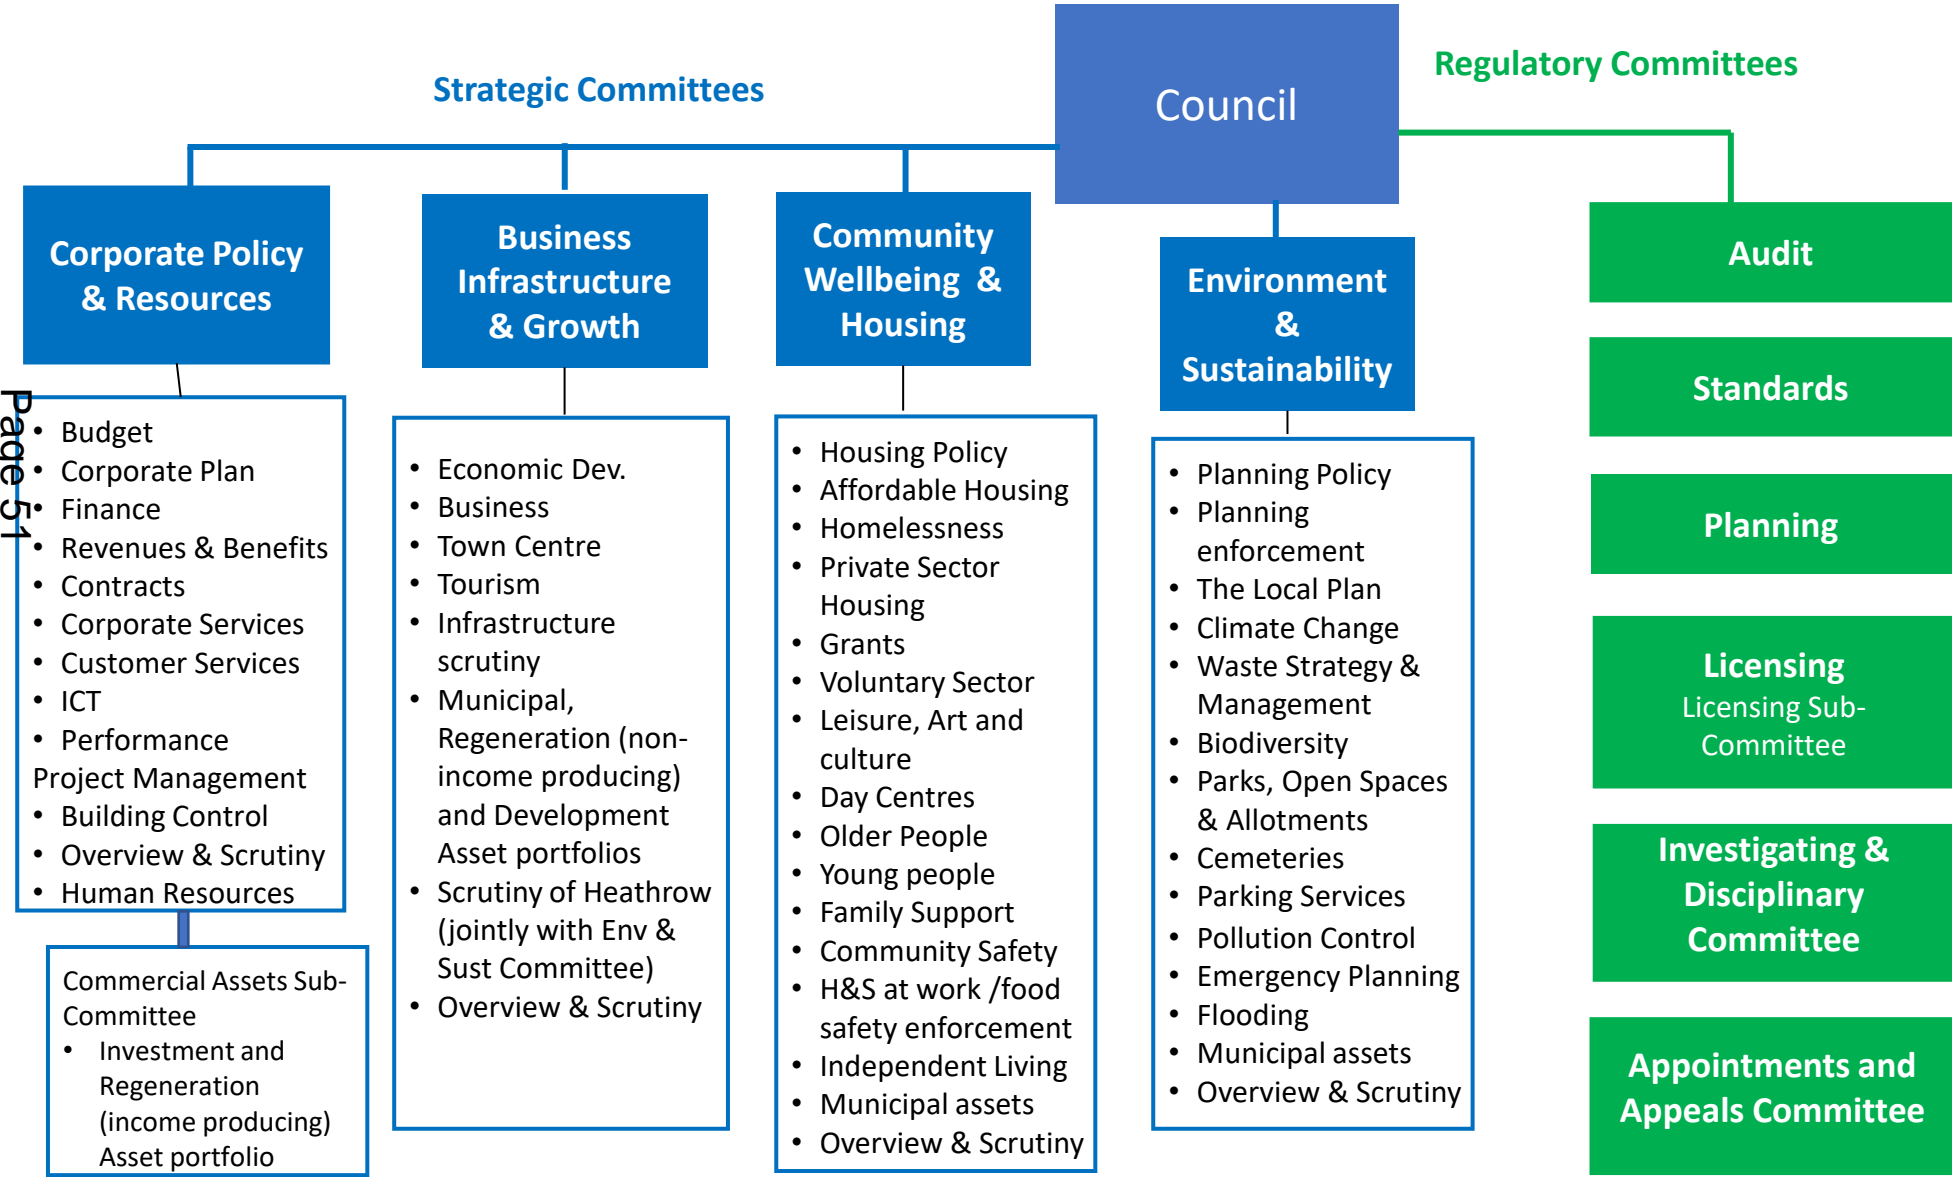 Strategic Committees
Council
Regulatory Committees
Corporate Policy
& Resources
• Budget
• Corporate Plan
• Finance
• Revenues & Benefits
• Contracts
• Corporate Services
• Customer Services
• ICT
• Performance
Project Management
• Building Control
• Overview & Scrutiny
• Human Resources
Commercial Assets Sub-
Committee
• Investment and
Regeneration
(income producing)
Asset portfolio
Business
Infrastructure
& Growth
• Economic Dev.
• Business
• Town Centre
• Tourism
• Infrastructure
scrutiny
• Municipal,
Regeneration (non-
income producing)
and Development
Asset portfolios
• Scrutiny of Heathrow
(jointly with Env &
Sust Committee)
• Overview & Scrutiny
Community
Wellbeing &
Housing
• Housing Policy
• Affordable Housing
• Homelessness
• Private Sector
Housing
• Grants
• Voluntary Sector
• Leisure, Art and
culture
• Day Centres
• Older People
• Young people
• Family Support
• Community Safety
• H&S at work /food
safety enforcement
• Independent Living
• Municipal assets
• Overview & Scrutiny
Environment
&
Sustainability
• Planning Policy
• Planning
enforcement
• The Local Plan
• Climate Change
• Waste Strategy &
Management
• Biodiversity
• Parks, Open Spaces
& Allotments
• Cemeteries
• Parking Services
• Pollution Control
• Emergency Planning
• Flooding
• Municipal assets
• Overview & Scrutiny
Audit
Standards
Planning
Licensing
Licensing Sub-
Committee
Investigating &
Disciplinary
Committee
Appointments and
Appeals Committee
Page 51